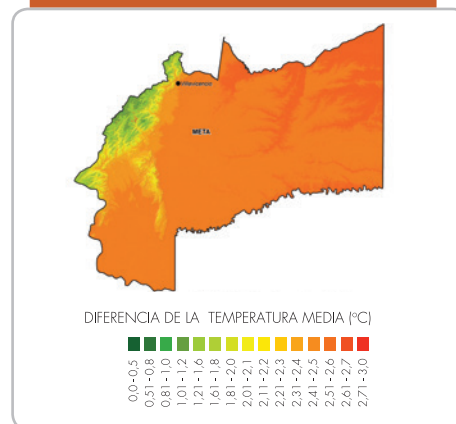 Villavicencio
META
DIFERENCIA DE LA TEMPERATURA MEDIA (ºC)
0,0 - 0,5
0,51 - 0,8
0,81 - 1,0
1,01 - 1,2
1,21 - 1,6
1,61 - 1,8
1,81 - 2,0
2,01 - 2,1
2,11 - 2,2
2,21 - 2,3
2,31 - 2,4
2,41 - 2,5
2,51 - 2,6
2,61 - 2,7
2,71 - 3,0